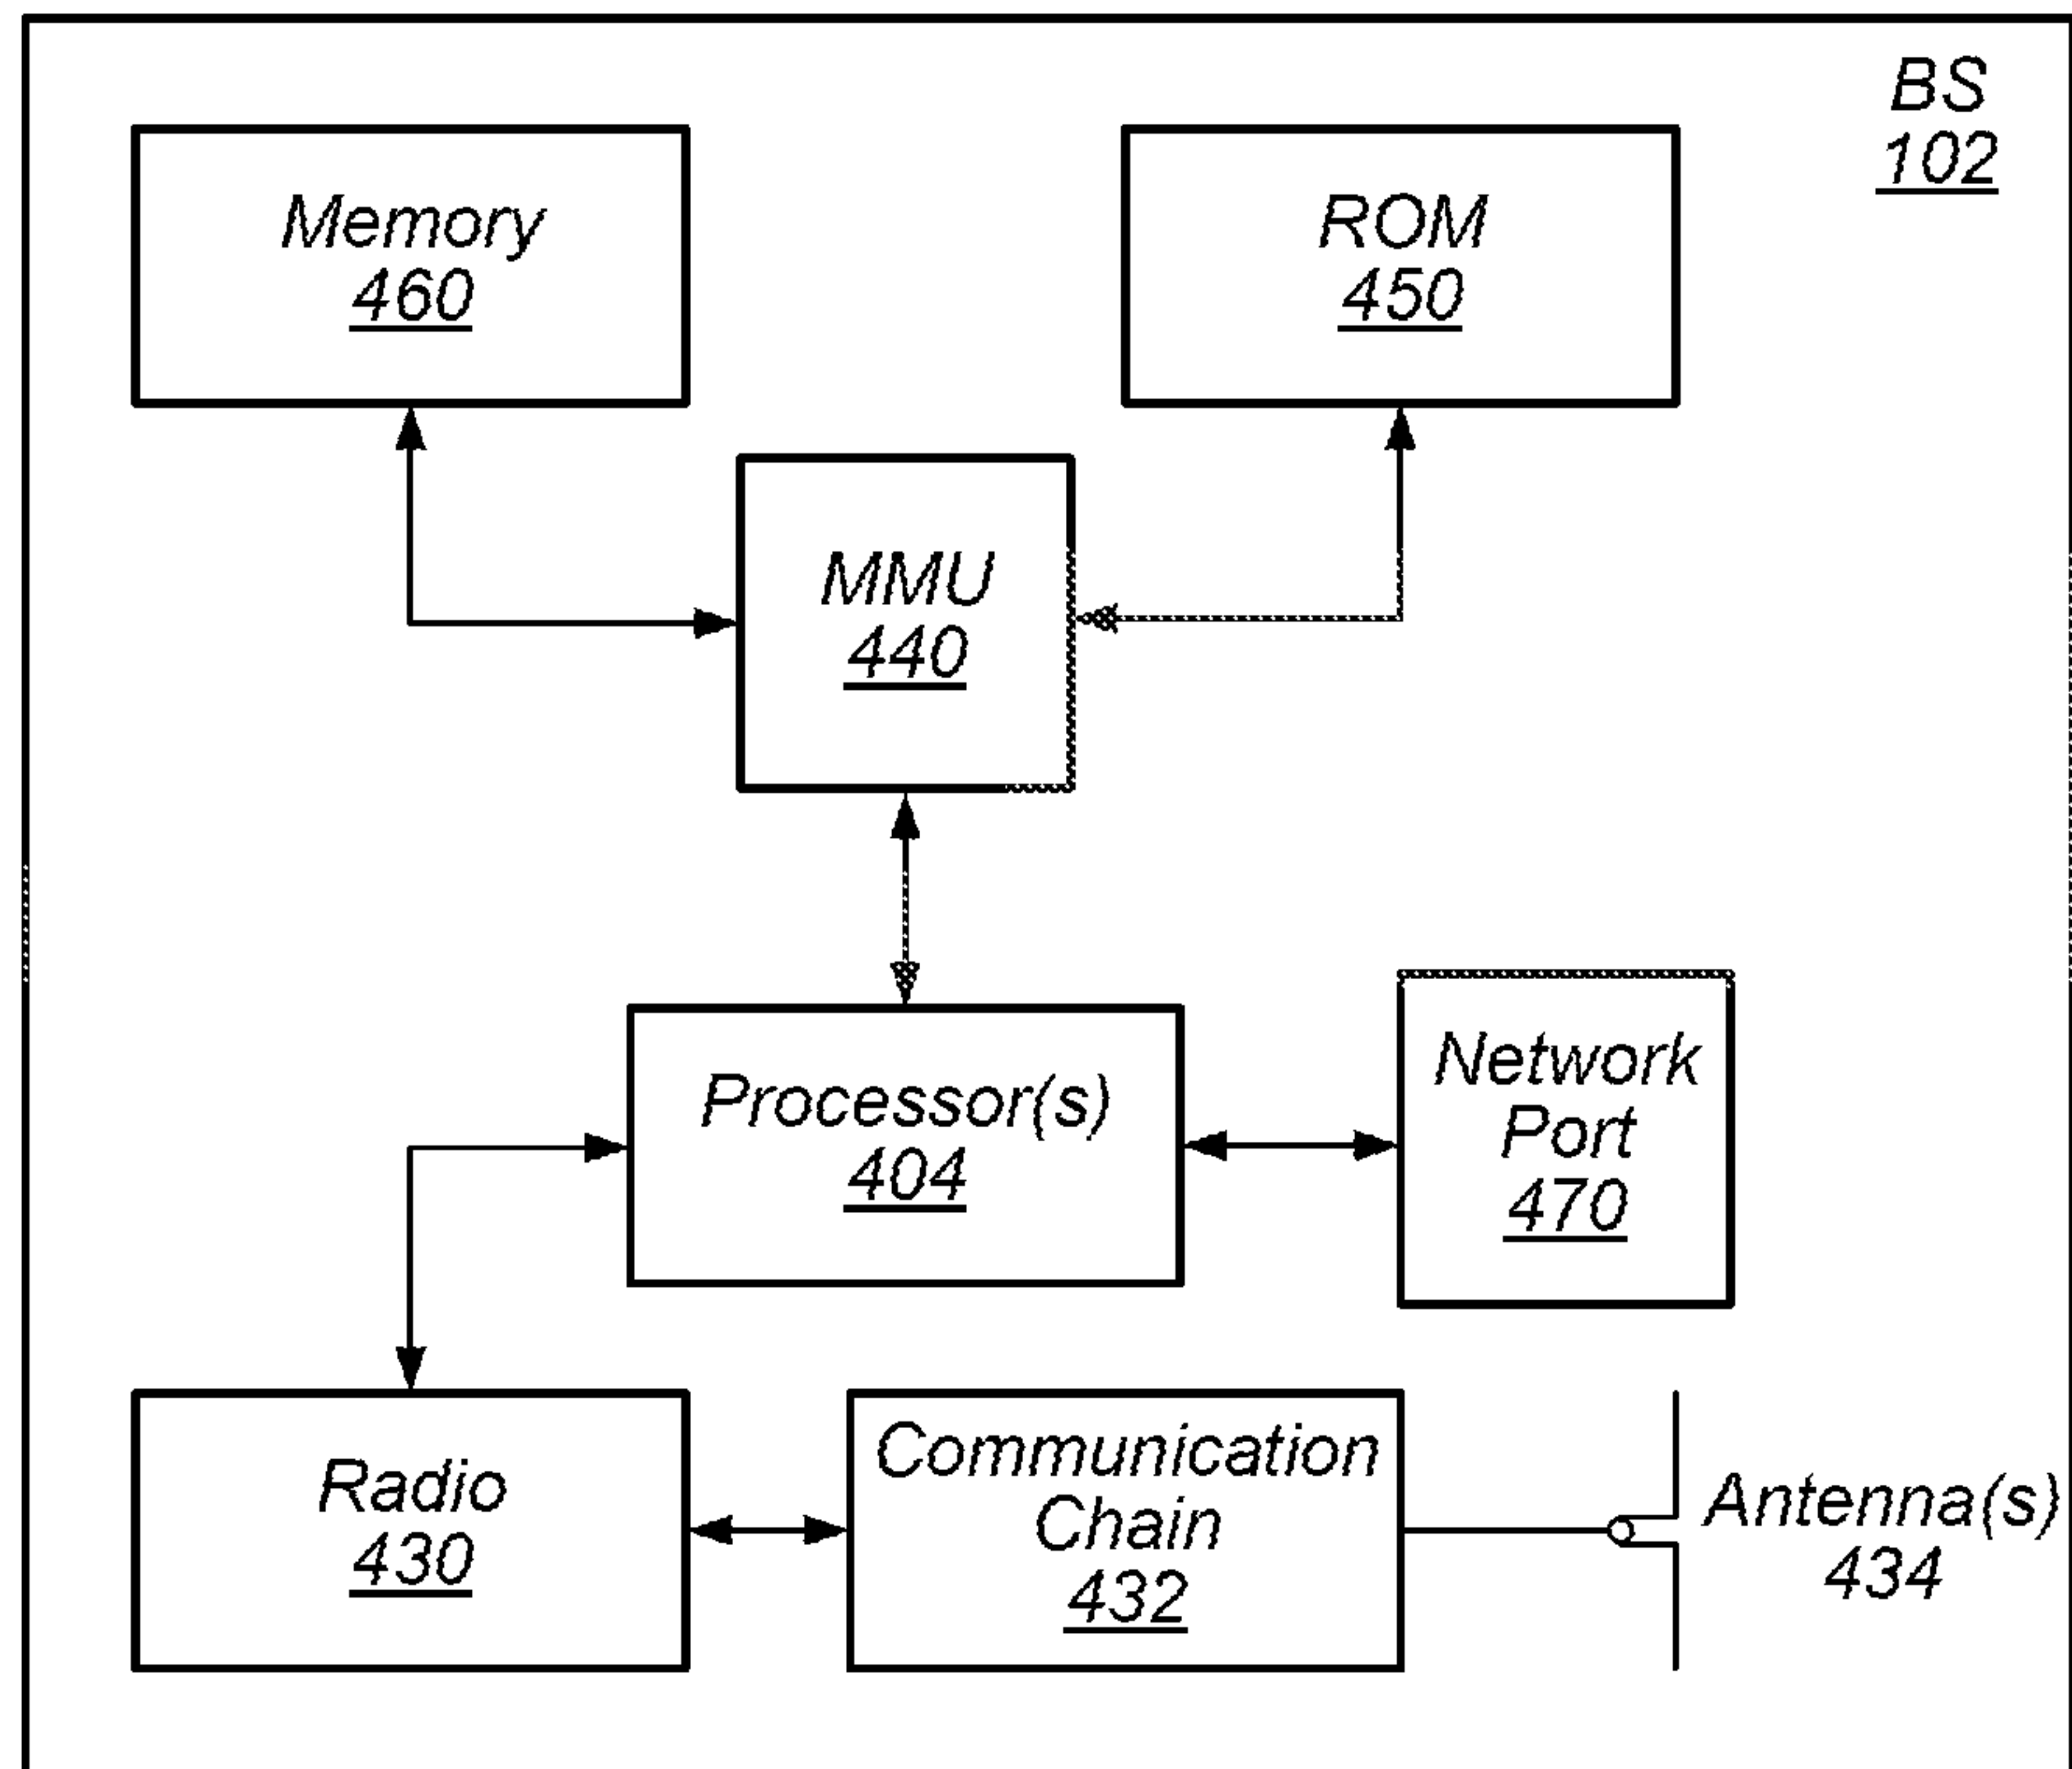 BS
102
Memory
460
ROM
450
MMU
440
Processor(s)
404
Network
Port
470
Radio
430
Communication
Chain
432
Antenna(s)
434